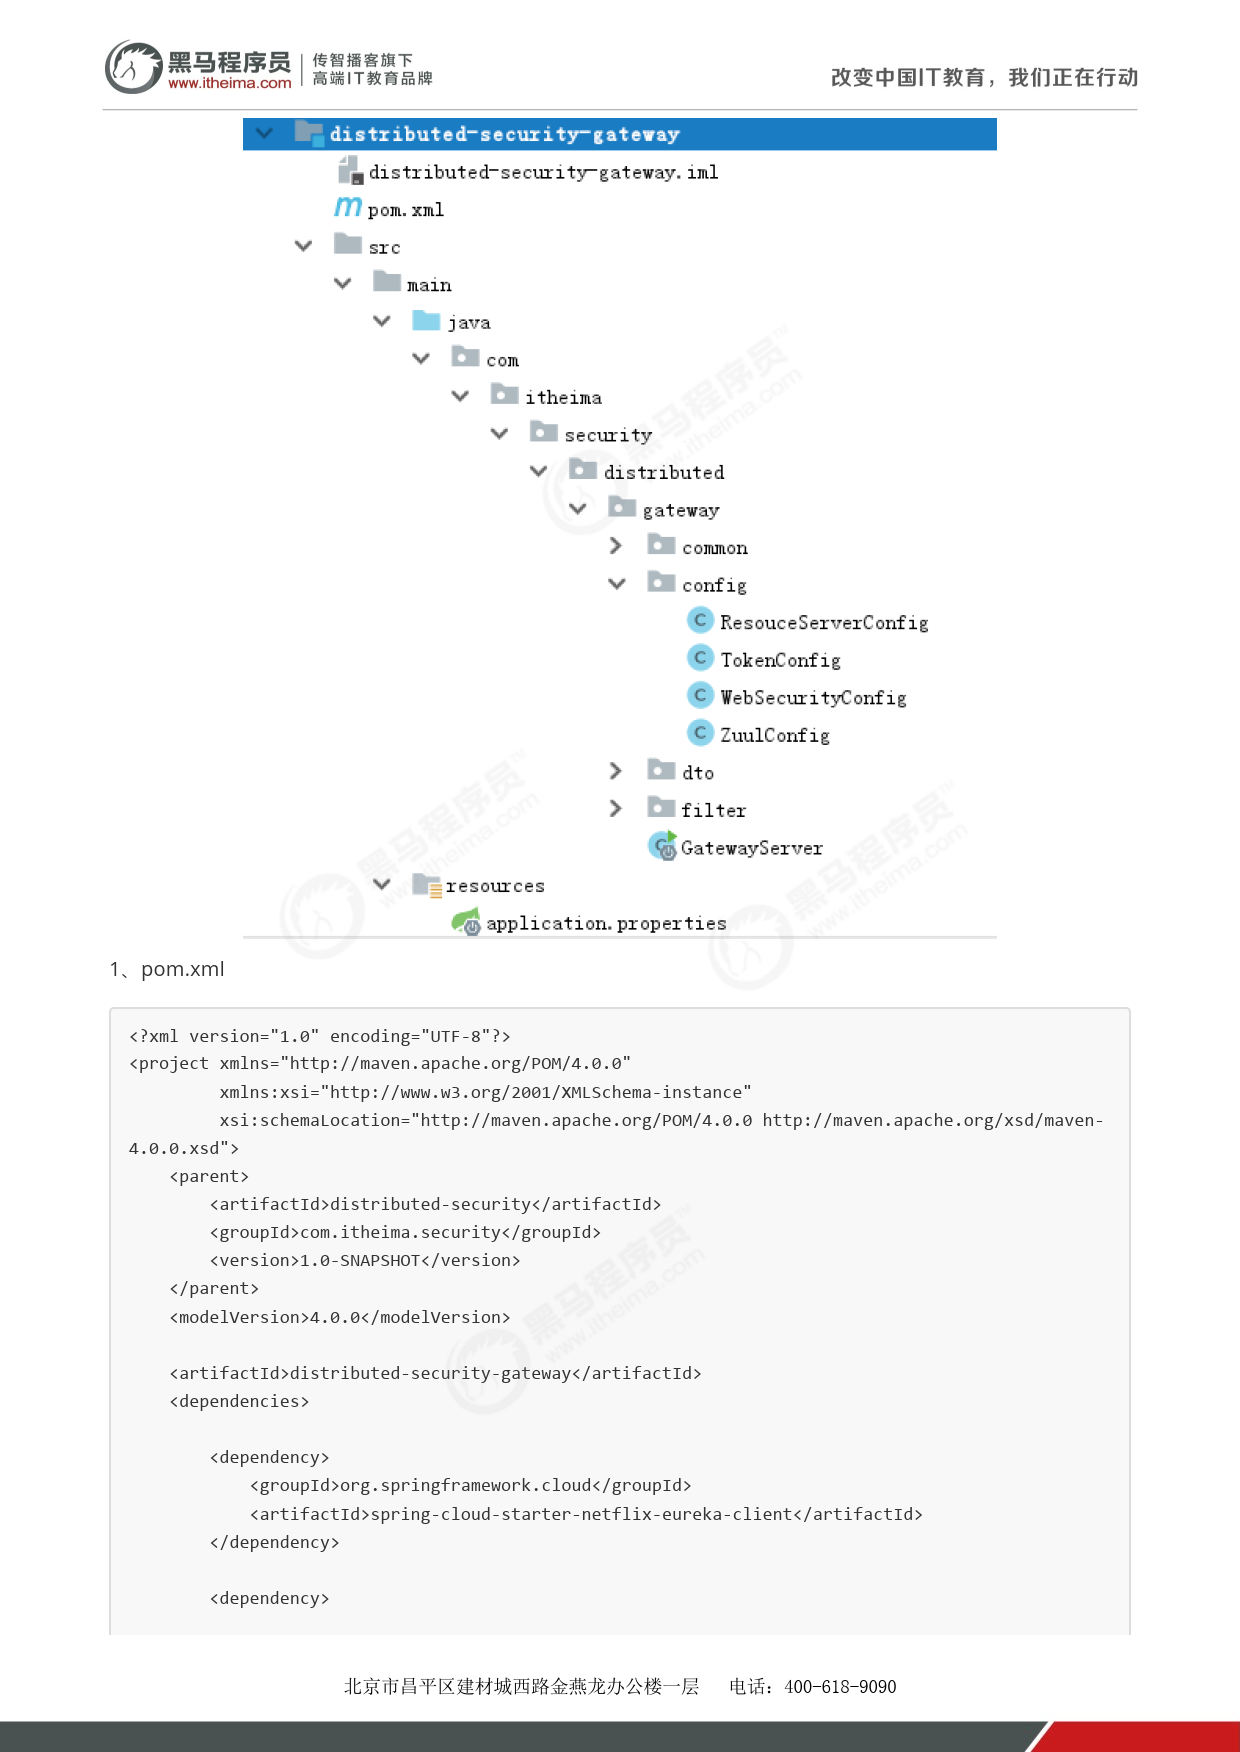 黑马程序员
www.itheima.com
传智播客旗下
高端IT教育品牌
改变中国IT教育，我们正在行动
distributed-security-gateway
distributed-security-gateway.iml
pom.xml
src
main
java
com
itheima
security
distributed
gateway
common
config
ResouceServerConfig
TokenConfig
WebSecurityConfig
ZuulConfig
dto
filter
GatewayServer
resources
application.properties
1、pom.xml
<?xml version="1.0" encoding="UTF-8"?>
<project xmlns="http://maven.apache.org/POM/4.0.0"
         xmlns:xsi="http://www.w3.org/2001/XMLSchema-instance"
         xsi:schemaLocation="http://maven.apache.org/POM/4.0.0 http://maven.apache.org/xsd/maven-
4.0.0.xsd">
    <parent>
        <artifactId>distributed-security</artifactId>
        <groupId>com.itheima.security</groupId>
        <version>1.0-SNAPSHOT</version>
    </parent>
    <modelVersion>4.0.0</modelVersion>
    <artifactId>distributed-security-gateway</artifactId>
    <dependencies>
        <dependency>
            <groupId>org.springframework.cloud</groupId>
            <artifactId>spring-cloud-starter-netflix-eureka-client</artifactId>
        </dependency>
        <dependency>
北京市昌平区建材城西路金燕龙办公楼一层 电话：400-618-9090